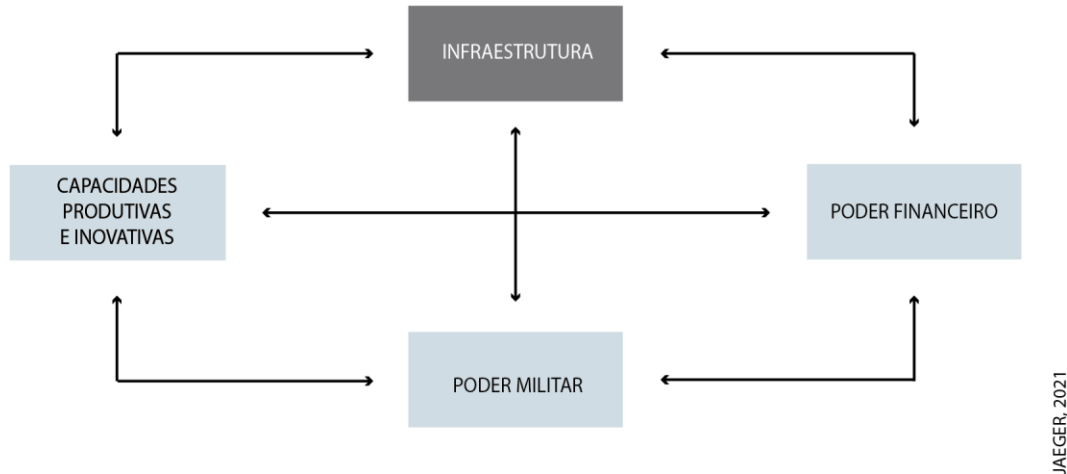 INFRAESTRUTURA
CAPACIDADES
PRODUTIVAS
E INOVATIVAS
PODER FINANCEIRO
PODER MILITAR
JAEGER, 2021